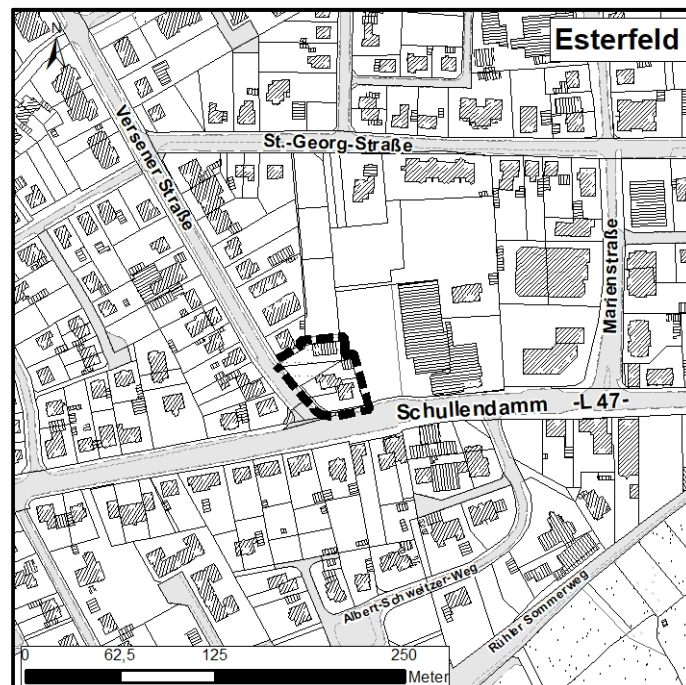 Esterfeld
N
Versener Straße
St.-Georg-Straße
Marienstraße
Schullendamm -L 47-
Albert-Schweitzer-Weg
Rühler Sommerweg
0 62,5 125 250
Meter